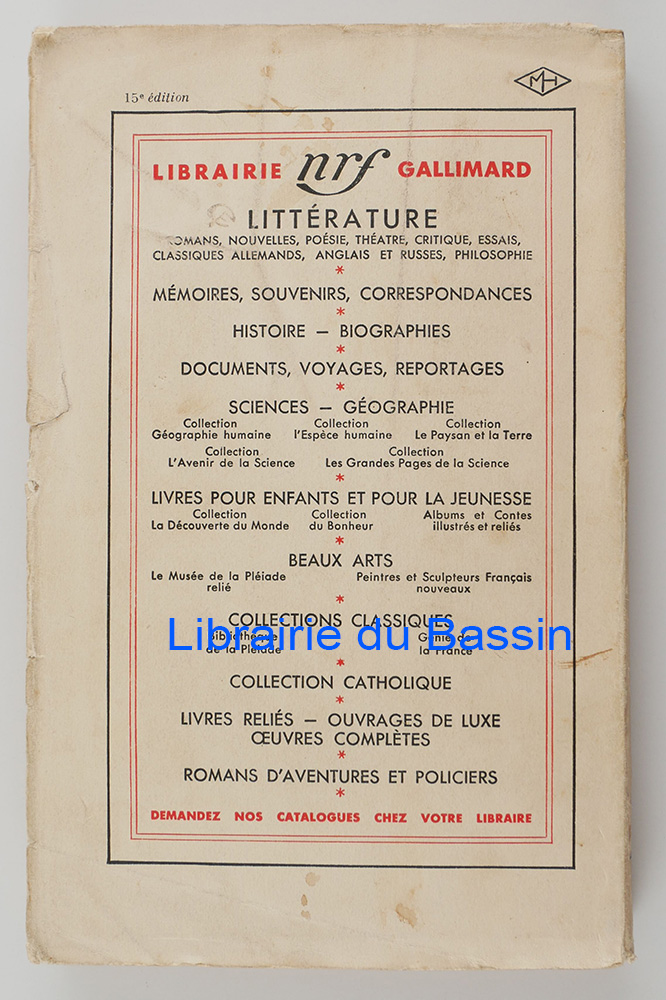 15e édition
MH
LIBRAIRIE nrf GALLIMARD
LITTÉRATURE
ROMANS, NOUVELLES, POÉSIE, THÉATRE, CRITIQUE, ESSAIS,
CLASSIQUES ALLEMANDS, ANGLAIS ET RUSSES, PHILOSOPHIE
*
MÉMOIRES, SOUVENIRS, CORRESPONDANCES
*
HISTOIRE — BIOGRAPHIES
*
DOCUMENTS, VOYAGES, REPORTAGES
*
SCIENCES — GÉOGRAPHIE
Collection Collection Collection
Géographie humaine l'Espèce humaine Le Paysan et la Terre
Collection Collection
L'Avenir de la Science Les Grandes Pages de la Science
*
LIVRES POUR ENFANTS ET POUR LA JEUNESSE
Collection Collection Albums et Contes
La Découverte du Monde du Bonheur illustrés et reliés
*
BEAUX ARTS
Le Musée de la Pléiade Peintres et Sculpteurs Français
relié nouveaux
*
COLLECTIONS CLASSIQUES
Librairie du Bassin
Bibliothèque Génie de
de la Pléiade la France
*
COLLECTION CATHOLIQUE
*
LIVRES RELIÉS — OUVRAGES DE LUXE
ŒUVRES COMPLÈTES
*
ROMANS D'AVENTURES ET POLICIERS
*
DEMANDEZ NOS CATALOGUES CHEZ VOTRE LIBRAIRE